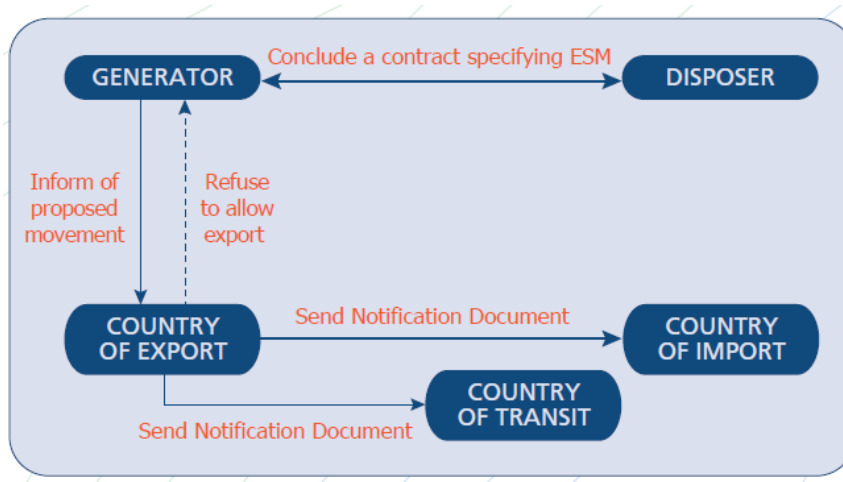 Conclude a contract specifying ESM
GENERATOR
DISPOSER
Inform of
proposed
movement
Refuse
to allow
export
COUNTRY
OF EXPORT
Send Notification Document
COUNTRY
OF IMPORT
COUNTRY
OF TRANSIT
Send Notification Document